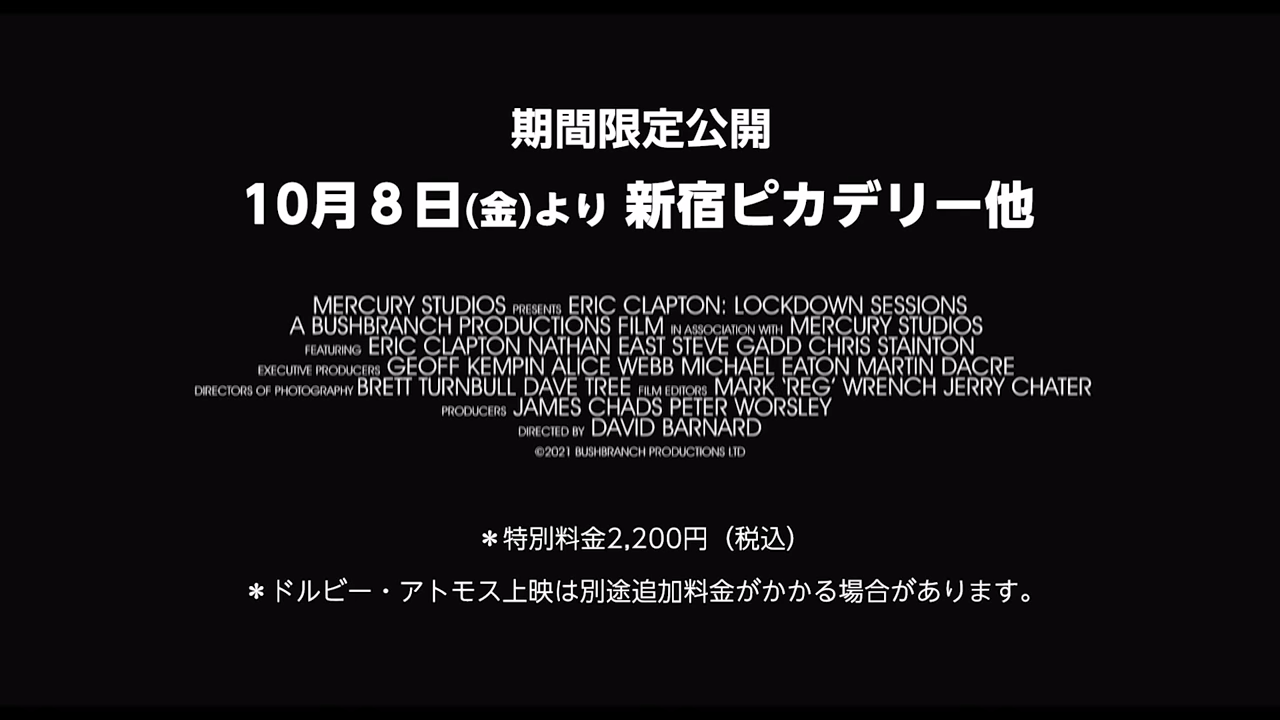 期間限定公開
10月8日(金)より 新宿ピカデリー他
MERCURY STUDIOS PRESENTS ERIC CLAPTON: LOCKDOWN SESSIONS
A BUSHBRANCH PRODUCTIONS FILM IN ASSOCIATION WITH MERCURY STUDIOS
FEATURING ERIC CLAPTON NATHAN EAST STEVE GADD CHRIS STAINTON
EXECUTIVE PRODUCERS GEOFF KEMPIN ALICE WEBB MICHAEL EATON MARTIN DACRE
DIRECTORS OF PHOTOGRAPHY BRETT TURNBULL DAVE TREE FILM EDITORS MARK ‘REG’ WRENCH JERRY CHATER
PRODUCERS JAMES CHADS PETER WORSLEY
DIRECTED BY DAVID BARNARD
©2021 BUSHBRANCH PRODUCTIONS LTD
＊特別料金2,200円（税込）
＊ドルビー・アトモス上映は別途追加料金がかかる場合があります。